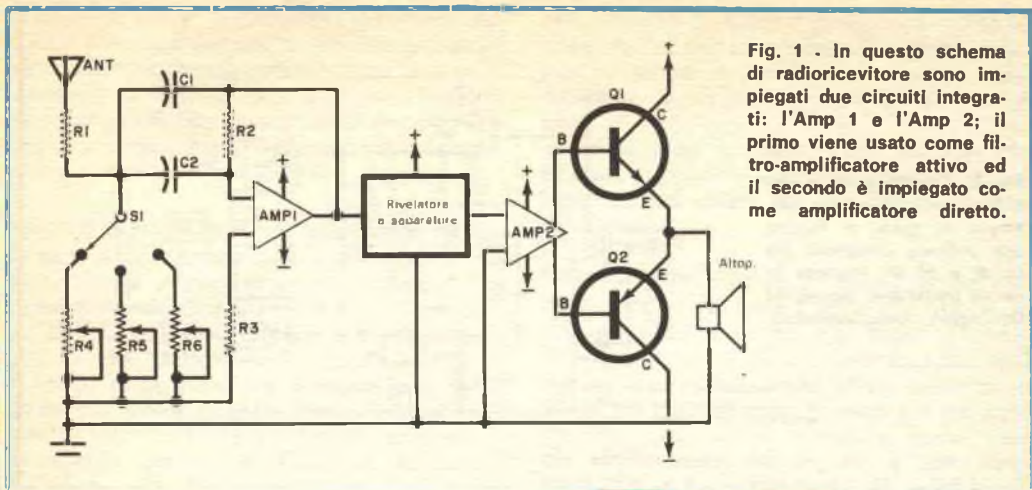 ANT
C1
R1
R2
C2
S1
AMP1
R3
R4
R5
R6
+
−
+
Rivelatore
a squadratore
+
AMP2
−
+
Q1
C
B
E
Q2
E
B
C
−
Altop.
Fig. 1 - In questo schema
di radioricevitore sono im-
piegati due circuiti integra-
ti: l'Amp 1 e l'Amp 2; il
primo viene usato come fil-
tro-amplificatore attivo ed
il secondo è impiegato co-
me amplificatore diretto.